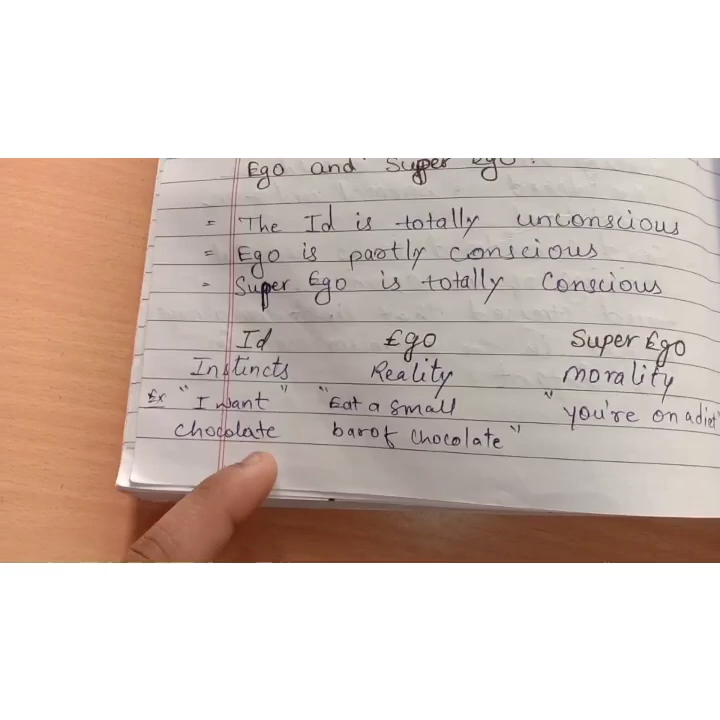 Ego and Super Ego.
= The Id is totally unconscious
= Ego is partly conscious
- Super Ego is totally Conscious
Id Ego Super Ego
Instincts Reality morality
Ex "I want" "Eat a small "you're on a diet"
chocolate bar of chocolate"